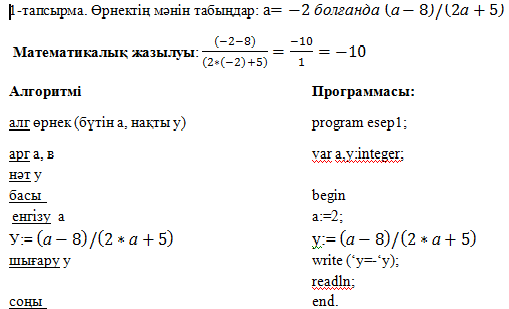 1-тапсырма. Өрнектің мәнін табыңдар: a= −2 болганда (a − 8)/(2a + 5)
Математикалық жазылуы: (−2−8)/(2∗(−2)+5) = −10/1 = −10
Алгоритмі Программасы:
алг өрнек (бүтін а, нақты у) program esep1;
арг а, в var a,y:integer;
нәт у
басы begin
енгізу а a:=2;
У:= (a − 8)/(2 ∗ a + 5) y:= (a − 8)/(2 ∗ a + 5)
шығару у write (‘y=-‘y);
readln;
соңы end.